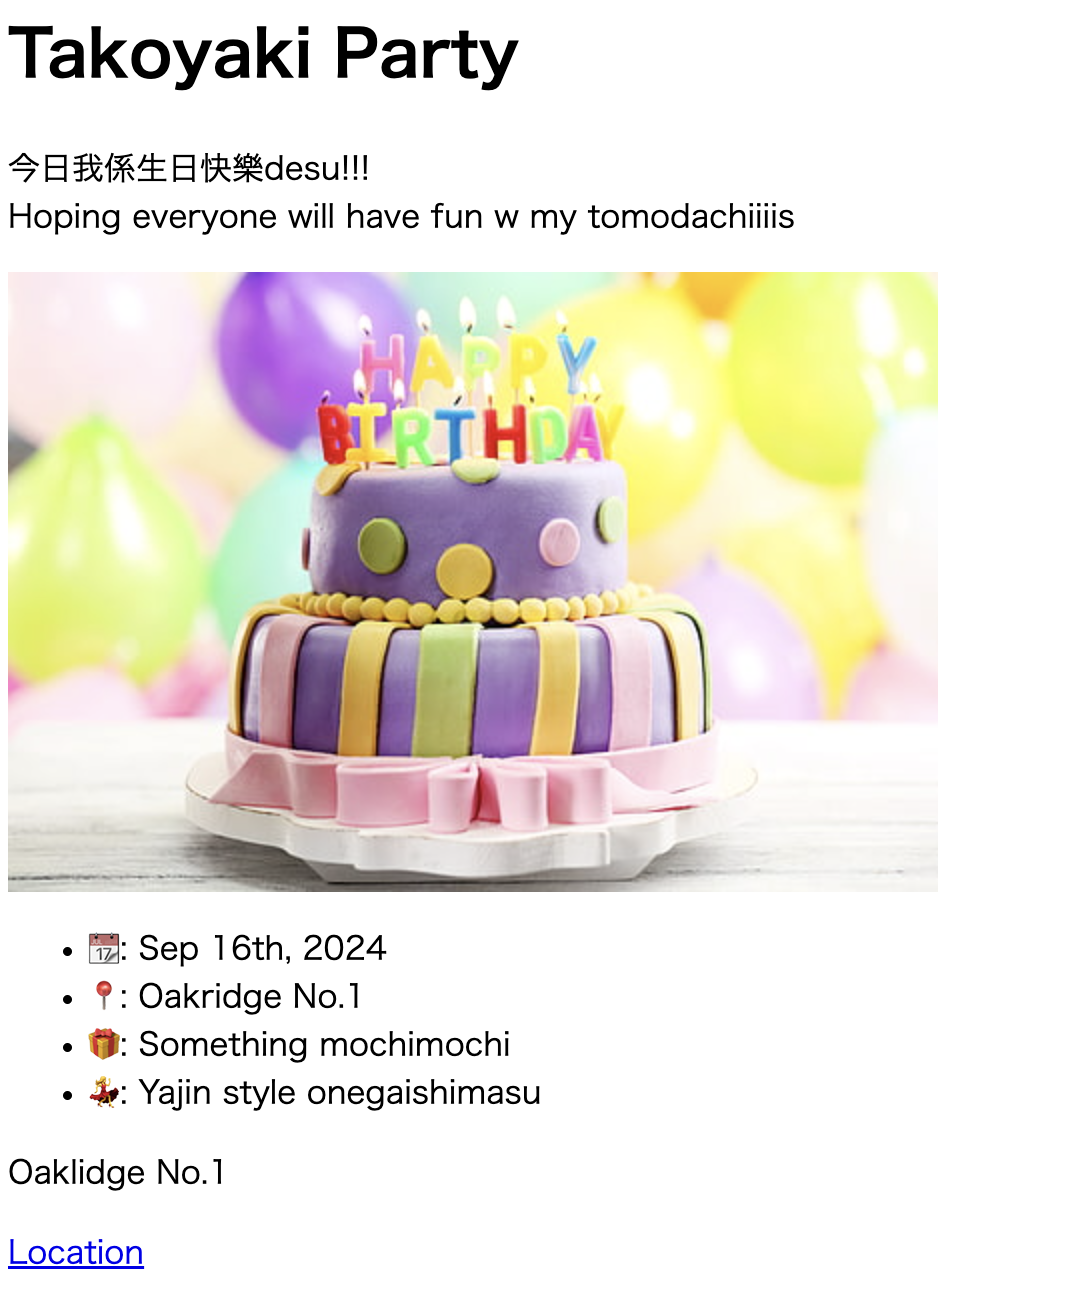 Takoyaki Party
今日我係生日快樂desu!!!
Hoping everyone will have fun w my tomodachiiiis
HAPPY
BIRTHDAY
JUL
17
: Sep 16th, 2024
: Oakridge No.1
: Something mochimochi
: Yajin style onegaishimasu
Oaklidge No.1
Location